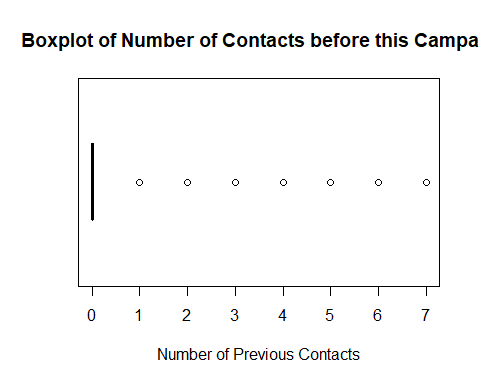 Boxplot of Number of Contacts before this Campa
0 1 2 3 4 5 6 7
Number of Previous Contacts